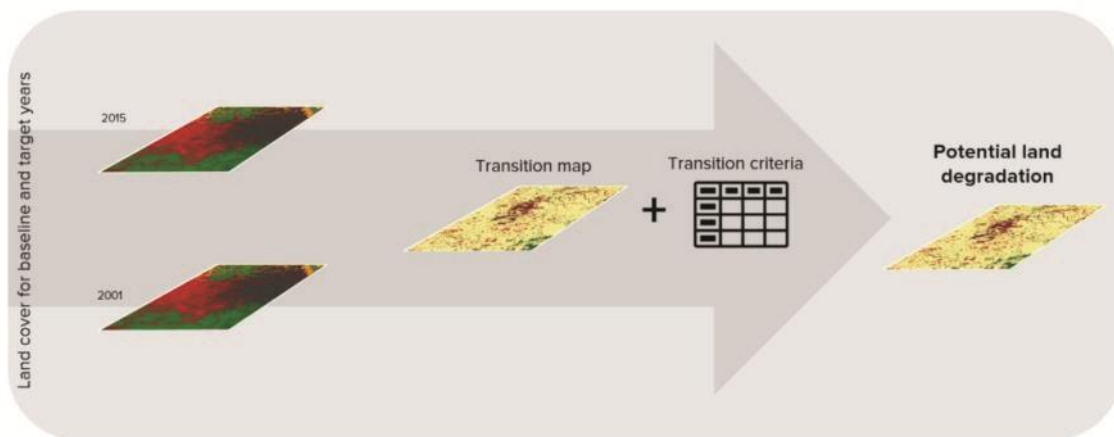 Land cover for baseline and target years
2015
2001
Transition map
+
Transition criteria
Potential land
degradation